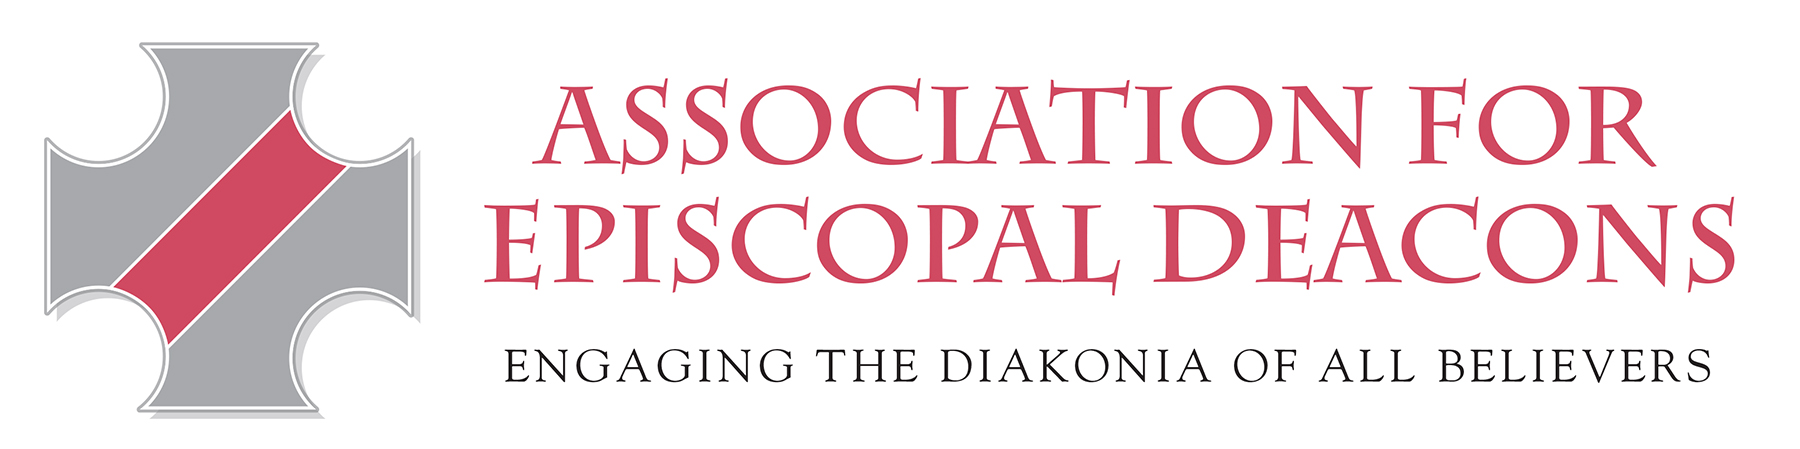 ASSOCIATION FOR
EPISCOPAL DEACONS
ENGAGING THE DIAKONIA OF ALL BELIEVERS